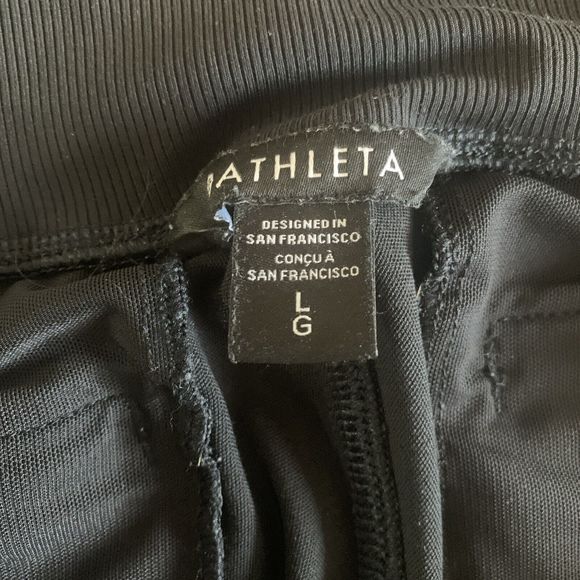 ATHLETA
DESIGNED IN
SAN FRANCISCO
CONÇU À
SAN FRANCISCO
L
G